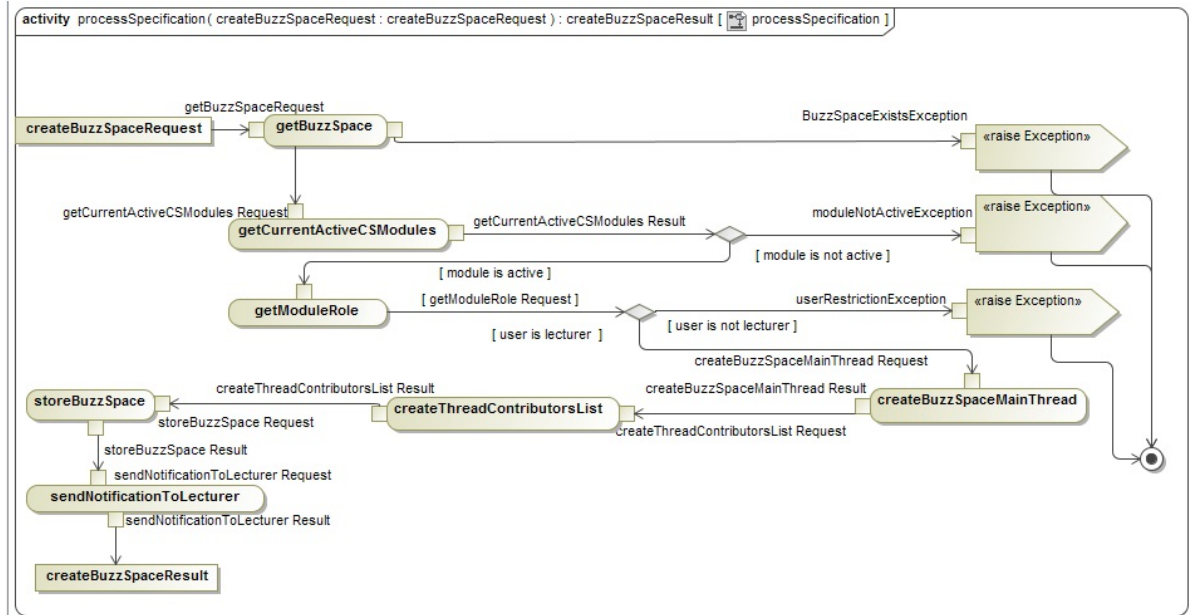 activity processSpecification( createBuzzSpaceRequest : createBuzzSpaceRequest ) : createBuzzSpaceResult [ processSpecification ]
getBuzzSpaceRequest
createBuzzSpaceRequest
getBuzzSpace
BuzzSpaceExistsException
«raise Exception»
getCurrentActiveCSModules Request
getCurrentActiveCSModules
getCurrentActiveCSModules Result
moduleNotActiveException
«raise Exception»
[ module is not active ]
[ module is active ]
getModuleRole
[ getModuleRole Request ]
userRestrictionException
«raise Exception»
[ user is lecturer ]
[ user is not lecturer ]
createBuzzSpaceMainThread Request
createThreadContributorsList Result
createBuzzSpaceMainThread Result
storeBuzzSpace
createThreadContributorsList
createBuzzSpaceMainThread
storeBuzzSpace Request
createThreadContributorsList Request
storeBuzzSpace Result
sendNotificationToLecturer Request
sendNotificationToLecturer
sendNotificationToLecturer Result
createBuzzSpaceResult